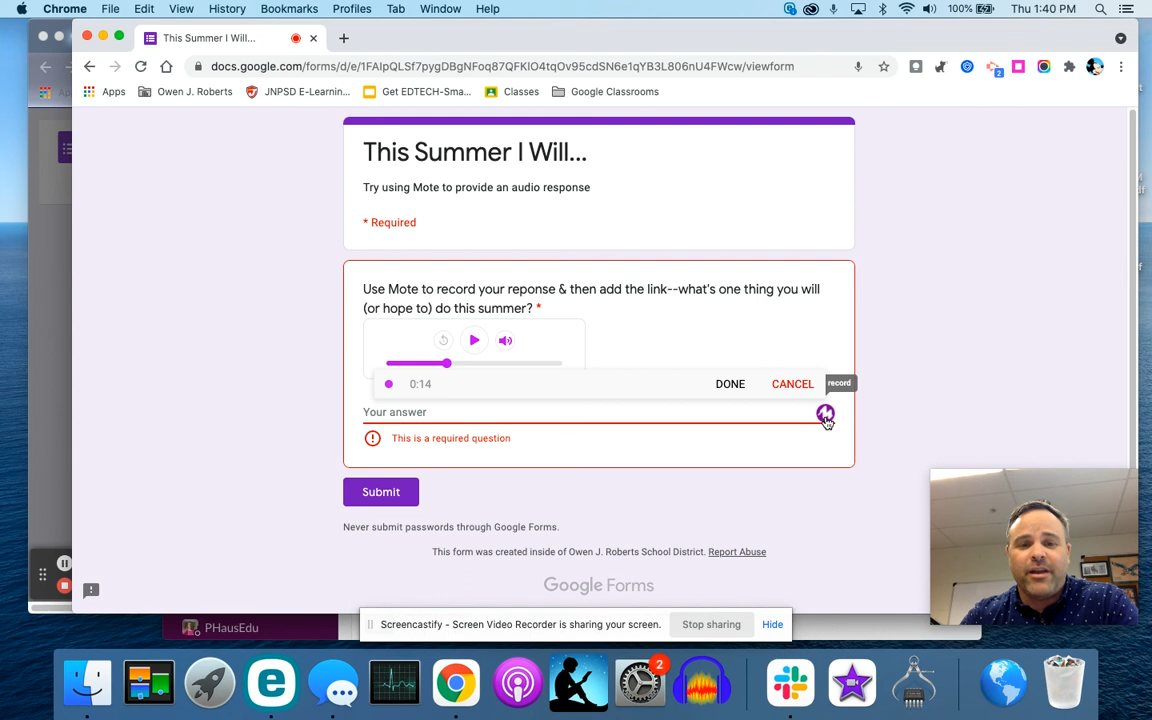 Chrome File Edit View History Bookmarks Profiles Tab Window Help 100% Thu 1:40 PM
This Summer I Will...
docs.google.com/forms/d/e/1FAIpQLSf7pygDBgNFoq87QFKIO4tqOv95cdSN6e1qYB3L806nU4FWcw/viewform
2
Apps Owen J. Roberts JNPSD E-Learnin... Get EDTECH-Sma... Classes Google Classrooms
This Summer I Will...
Try using Mote to provide an audio response
* Required
Use Mote to record your reponse & then add the link--what's one thing you will
(or hope to) do this summer? *
0:14 DONE CANCEL record
Your answer
This is a required question
Submit
Never submit passwords through Google Forms.
This form was created inside of Owen J. Roberts School District. Report Abuse
Google Forms
Screencastify - Screen Video Recorder is sharing your screen. Stop sharing Hide
PHausEdu
2